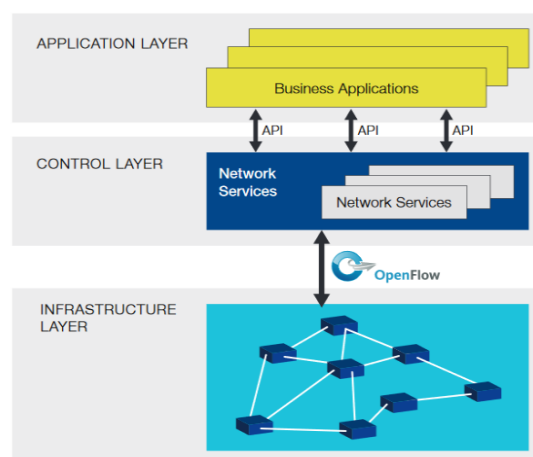 APPLICATION LAYER
Business Applications
API
API
API
CONTROL LAYER
Network
Services
Network Services
OpenFlow
INFRASTRUCTURE
LAYER